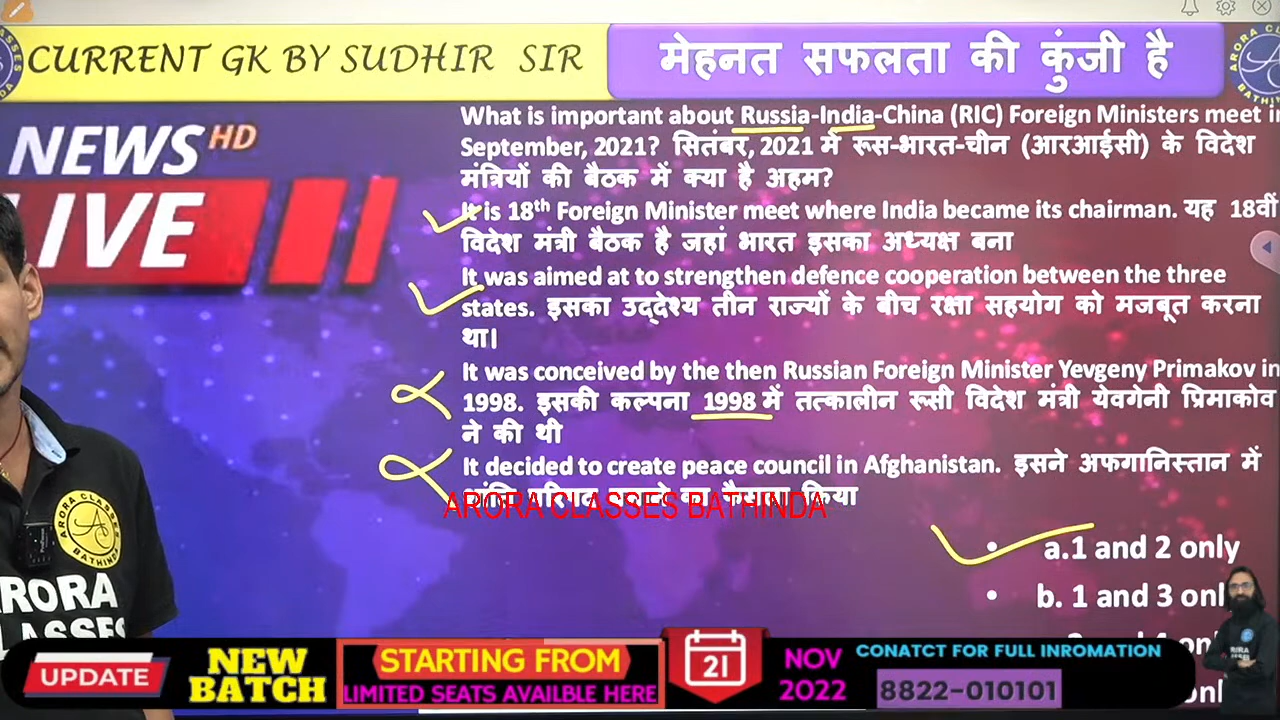 CURRENT GK BY SUDHIR SIR
मेहनत सफलता की कुंजी है
ARORA
BATHINDA
NEWS HD
LIVE
What is important about Russia-India-China (RIC) Foreign Ministers meet in
September, 2021? सितंबर, 2021 में रूस-भारत-चीन (आरआईसी) के विदेश
मंत्रियों की बैठक में क्या है अहम?
It is 18th Foreign Minister meet where India became its chairman. यह 18वीं
विदेश मंत्री बैठक है जहां भारत इसका अध्यक्ष बना
It was aimed at to strengthen defence cooperation between the three
states. इसका उद्देश्य तीन राज्यों के बीच रक्षा सहयोग को मजबूत करना
था।
It was conceived by the then Russian Foreign Minister Yevgeny Primakov in
1998. इसकी कल्पना 1998 में तत्कालीन रूसी विदेश मंत्री येवगेनी प्रिमाकोव
ने की थी
It decided to create peace council in Afghanistan. इसने अफगानिस्तान में
किया
ARORA CLASSES BATHINDA
• a.1 and 2 only
• b. 1 and 3 onl
ARORA CLASSES
BATHINDA
RORA
LASSES
UPDATE
NEW
BATCH
STARTING FROM
LIMITED SEATS AVAILBLE HERE
21
NOV
2022
CONATCT FOR FULL INROMATION
8822-010101